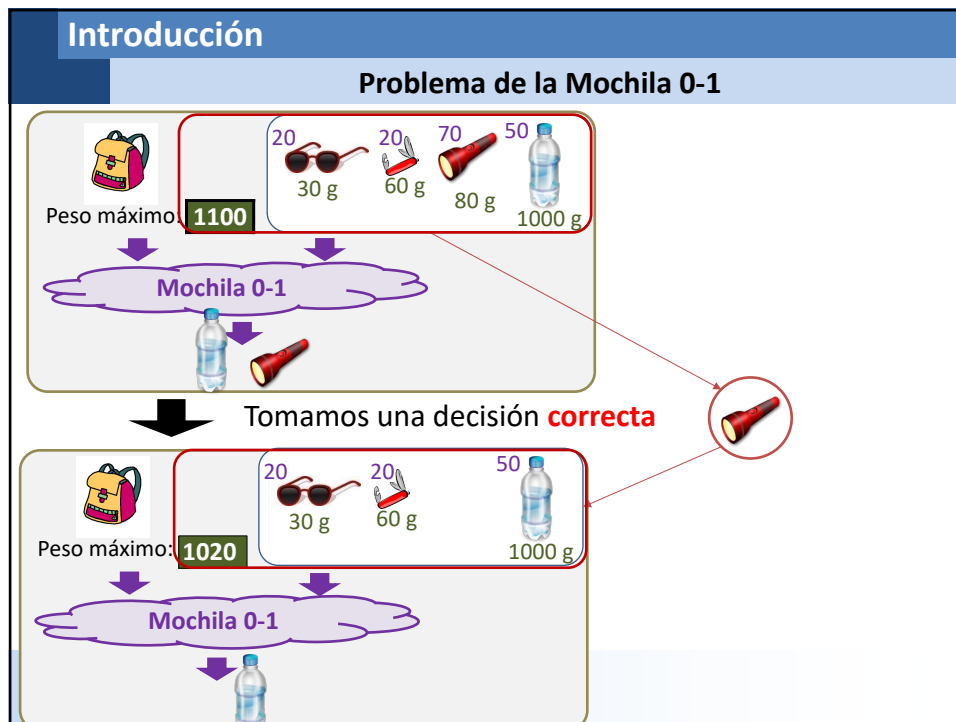 Introducción
Problema de la Mochila 0-1
20 20 70 50
30 g 60 g 80 g 1000 g
Peso máximo: 1100
Mochila 0-1
Tomamos una decisión correcta
20 20 50
30 g 60 g 1000 g
Peso máximo: 1020
Mochila 0-1